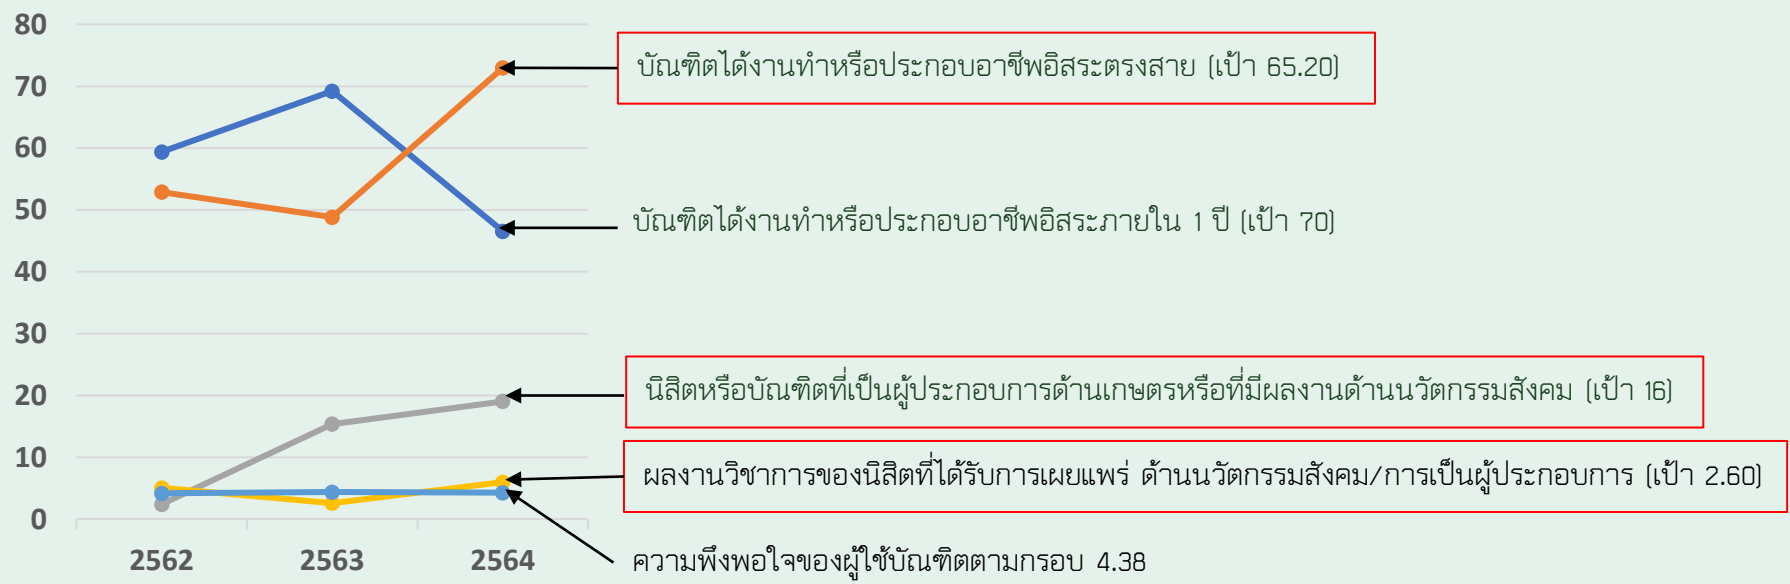 80
70
60
50
40
30
20
10
0
2562 2563 2564
บัณฑิตได้งานทำหรือประกอบอาชีพอิสระตรงสาย (เป้า 65.20)
บัณฑิตได้งานทำหรือประกอบอาชีพอิสระภายใน 1 ปี (เป้า 70)
นิสิตหรือบัณฑิตที่เป็นผู้ประกอบการด้านเกษตรหรือที่มีผลงานด้านนวัตกรรมสังคม (เป้า 16)
ผลงานวิชาการของนิสิตที่ได้รับการเผยแพร่ ด้านนวัตกรรมสังคม/การเป็นผู้ประกอบการ (เป้า 2.60)
ความพึงพอใจของผู้ใช้บัณฑิตตามกรอบ 4.38